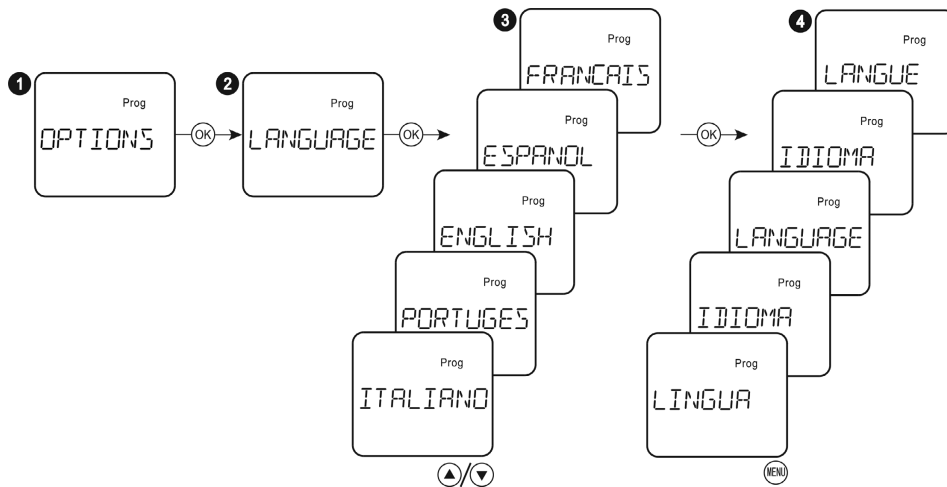 1
Prog
OPTIONS
OK
2
Prog
LANGUAGE
OK
3
Prog
FRANCAIS
Prog
ESPANOL
Prog
ENGLISH
Prog
PORTUGES
Prog
ITALIANO
OK
4
Prog
LANGUE
Prog
IDIOMA
Prog
LANGUAGE
Prog
IDIOMA
Prog
LINGUA
MENU